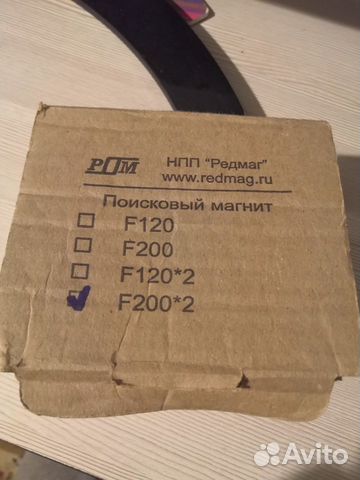 РОМ
НПП "Редмаг"
www.redmag.ru
Поисковый магнит
F120
F200
F120*2
F200*2
Avito